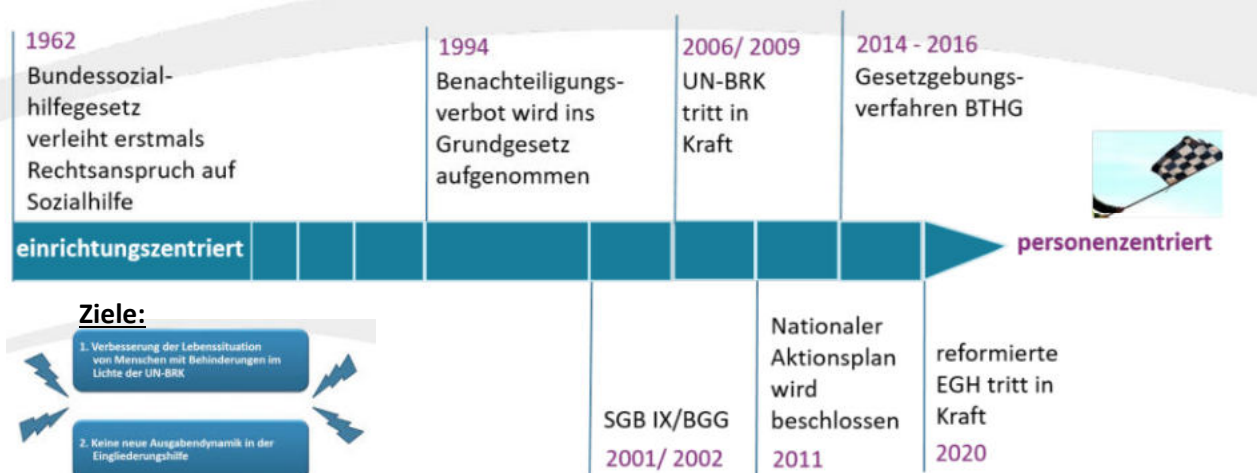 1962
Bundessozial-
hilfegesetz
verleiht erstmals
Rechtsanspruch auf
Sozialhilfe
1994
Benachteiligungs-
verbot wird ins
Grundgesetz
aufgenommen
2006/ 2009
UN-BRK
tritt in
Kraft
2014 - 2016
Gesetzgebungs-
verfahren BTHG
einrichtungszentriert
personenzentriert
Ziele:
1. Verbesserung der Lebenssituation
von Menschen mit Behinderungen im
Lichte der UN-BRK
2. Keine neue Ausgabendynamik in der
Eingliederungshilfe
SGB IX/BGG
2001/ 2002
Nationaler
Aktionsplan
wird
beschlossen
2011
reformierte
EGH tritt in
Kraft
2020